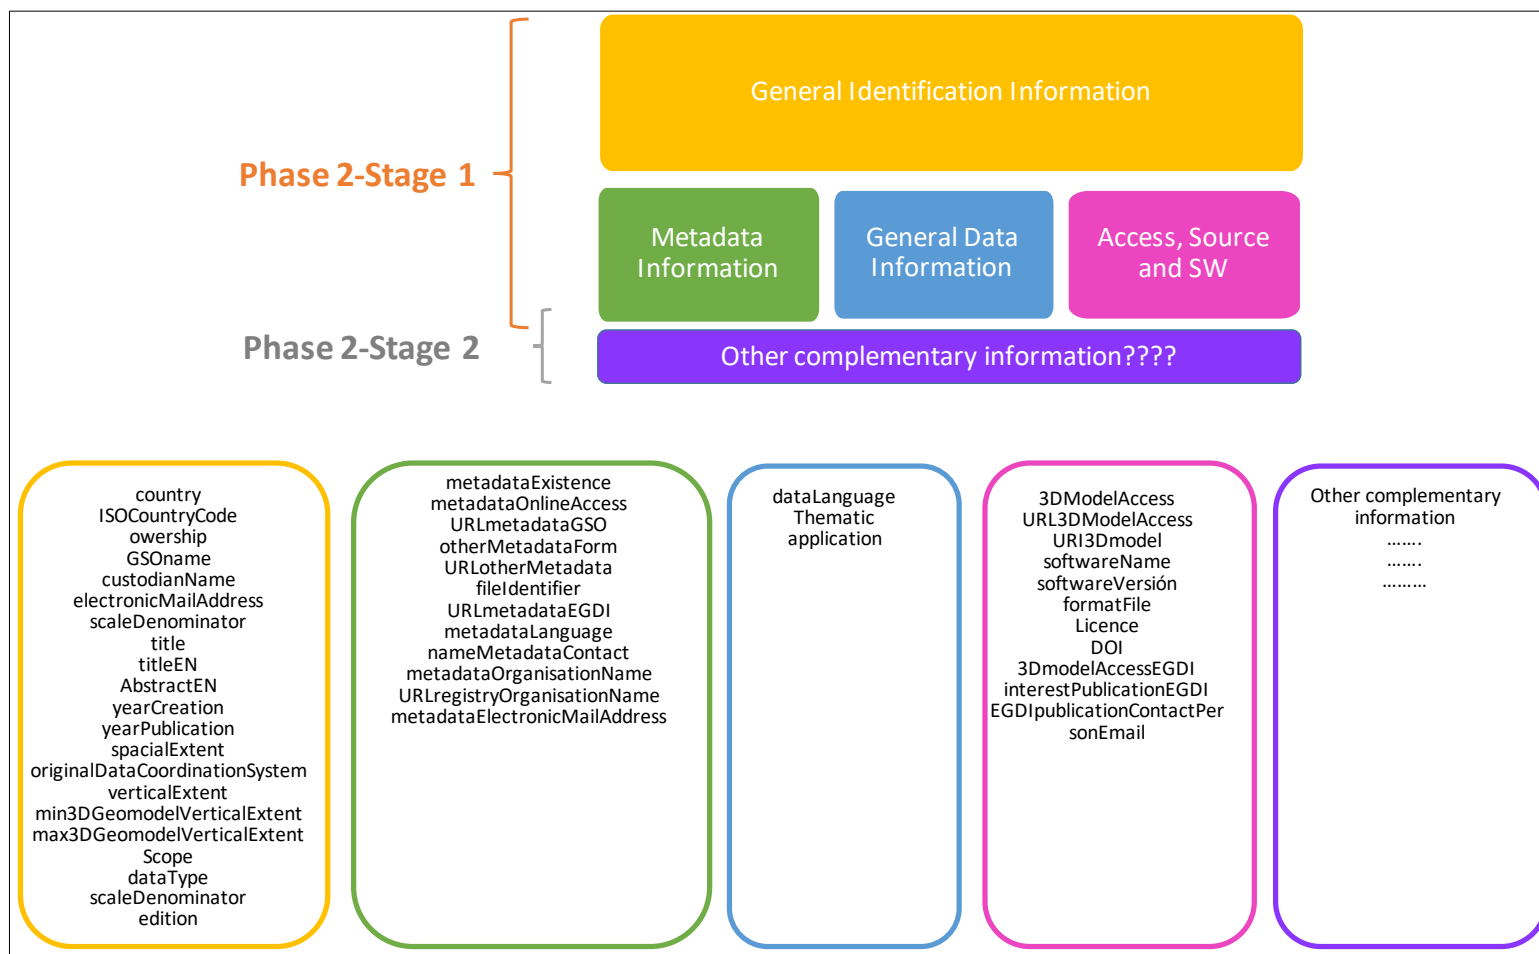 General Identification Information
Phase 2-Stage 1
Metadata
Information
General Data
Information
Access, Source
and SW
Phase 2-Stage 2
Other complementary information????
country
ISOCountryCode
owership
GSOname
custodianName
electronicMailAddress
scaleDenominator
title
titleEN
AbstractEN
yearCreation
yearPublication
spacialExtent
originalDataCoordinationSystem
verticalExtent
min3DGeomodelVerticalExtent
max3DGeomodelVerticalExtent
Scope
dataType
scaleDenominator
edition
metadataExistence
metadataOnlineAccess
URLmetadataGSO
otherMetadataForm
URLotherMetadata
fileIdentifier
URLmetadataEGDI
metadataLanguage
nameMetadataContact
metadataOrganisationName
URLregistryOrganisationName
metadataElectronicMailAddress
dataLanguage
Thematic
application
3DModelAccess
URL3DModelAccess
URI3Dmodel
softwareName
softwareVersión
formatFile
Licence
DOI
3DmodelAccessEGDI
interestPublicationEGDI
EGDIpublicationContactPer
sonEmail
Other complementary
information
.......
.......
.........